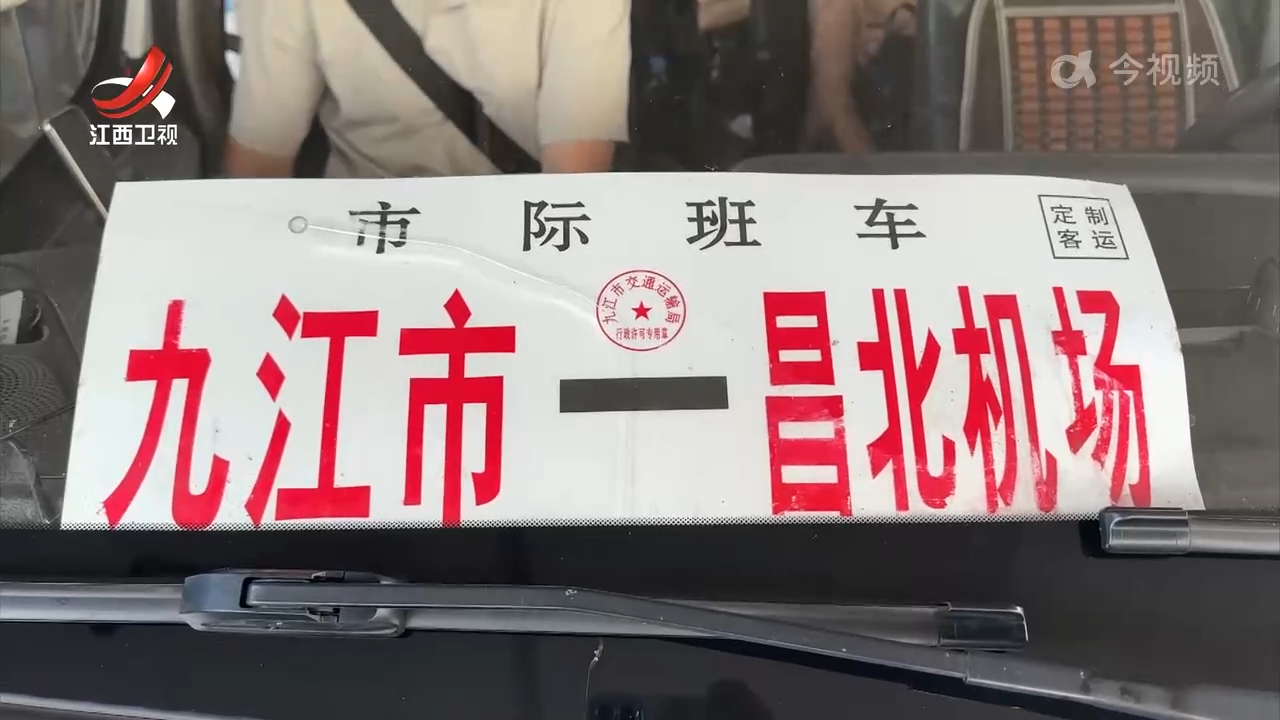 江西卫视
今视频
市际班车
定制
客运
九江市交通运输局
行政许可专用章
九江市—昌北机场